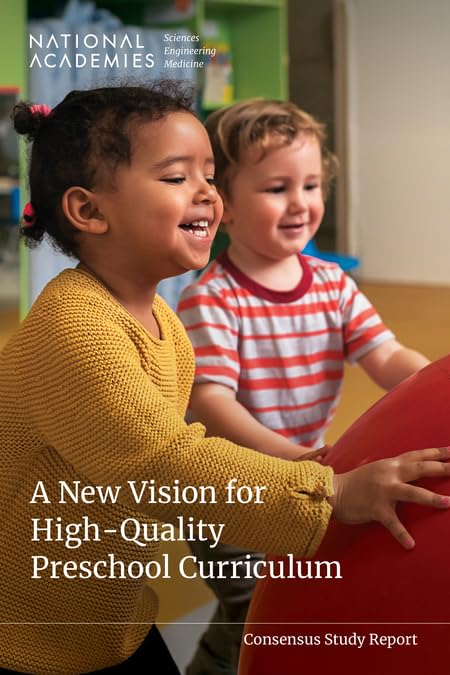 NATIONAL
ACADEMIES
Sciences
Engineering
Medicine
A New Vision for
High-Quality
Preschool Curriculum
Consensus Study Report